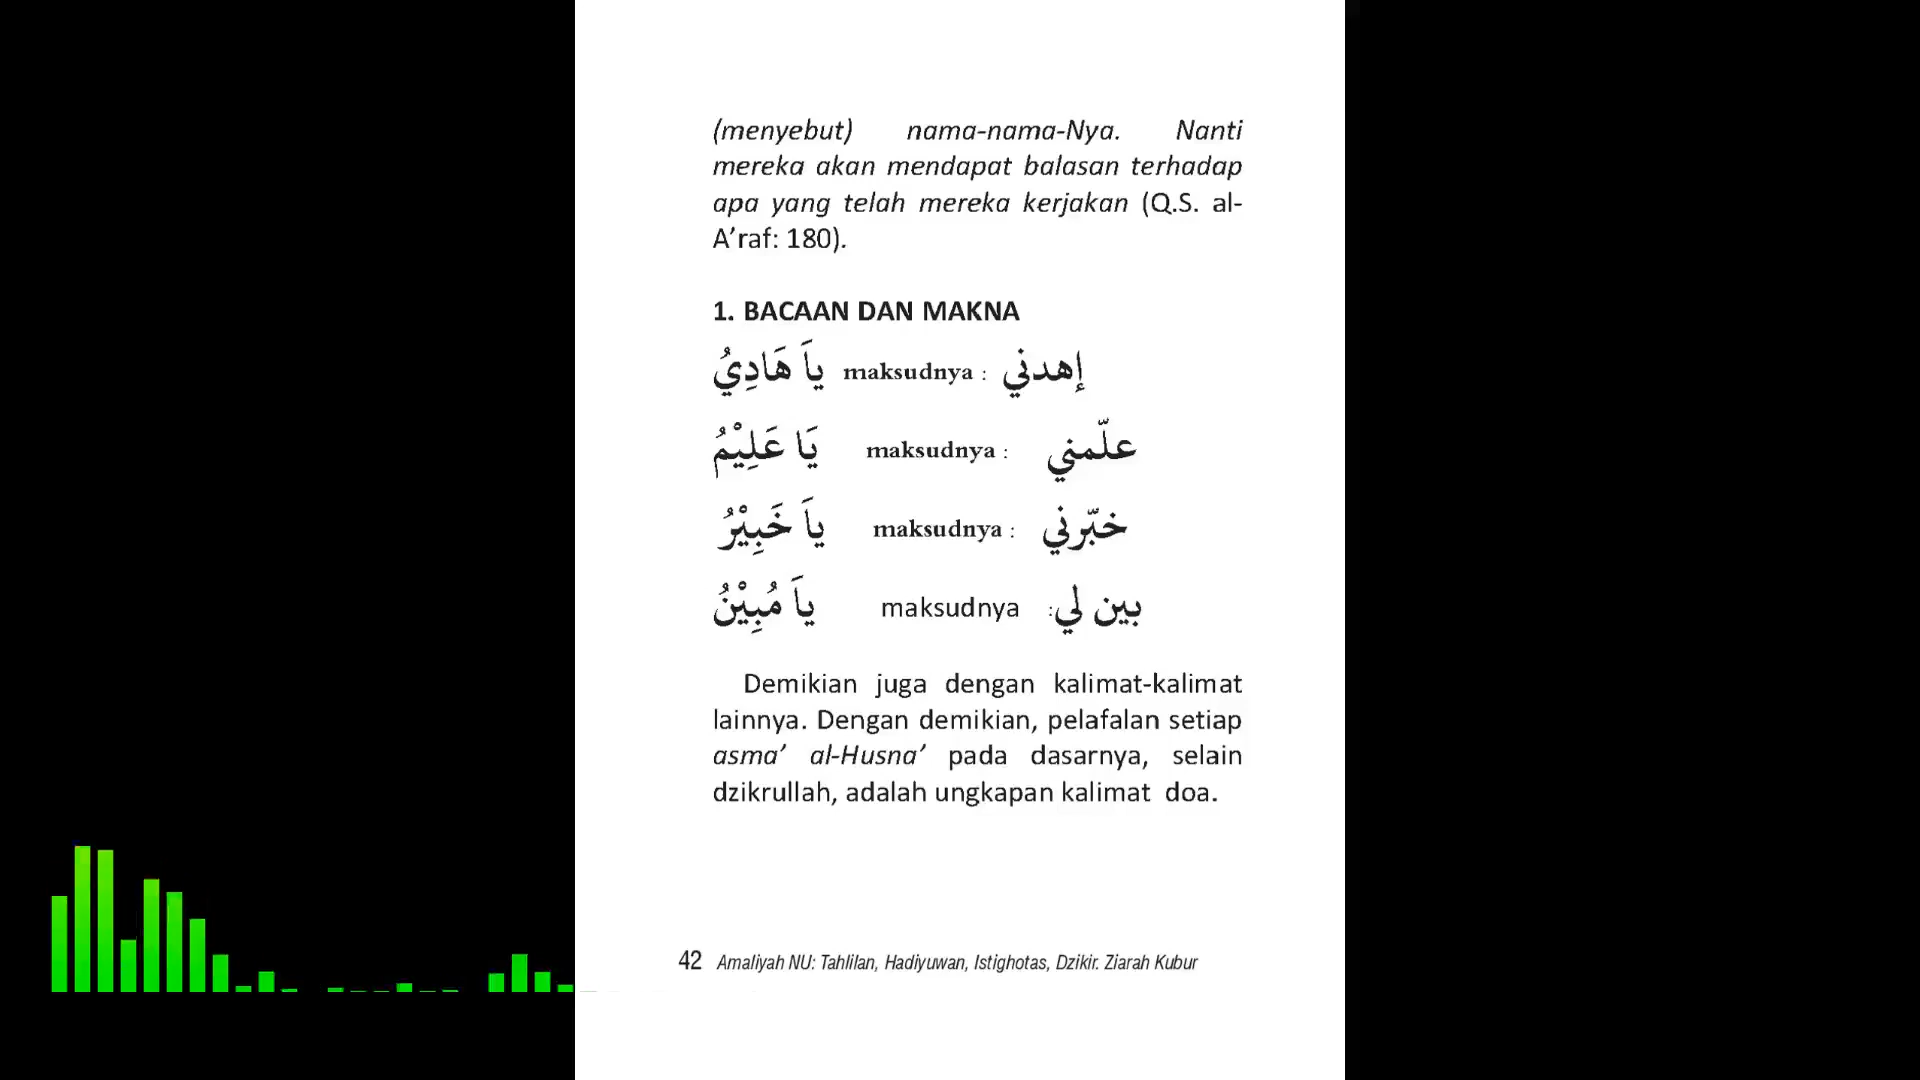 (menyebut) nama-nama-Nya. Nanti
mereka akan mendapat balasan terhadap
apa yang telah mereka kerjakan (Q.S. al-
A’raf: 180).
1. BACAAN DAN MAKNA
ياَ هَادِيُ maksudnya : إهدني
يَا عَلِيْمُ maksudnya : علّمني
ياَ خَبِيْرُ maksudnya : خبّرني
ياَ مُبِيْنُ maksudnya :بين لي
Demikian juga dengan kalimat-kalimat
lainnya. Dengan demikian, pelafalan setiap
asma’ al-Husna’ pada dasarnya, selain
dzikrullah, adalah ungkapan kalimat doa.
42 Amaliyah NU: Tahlilan, Hadiyuwan, Istighotas, Dzikir. Ziarah Kubur